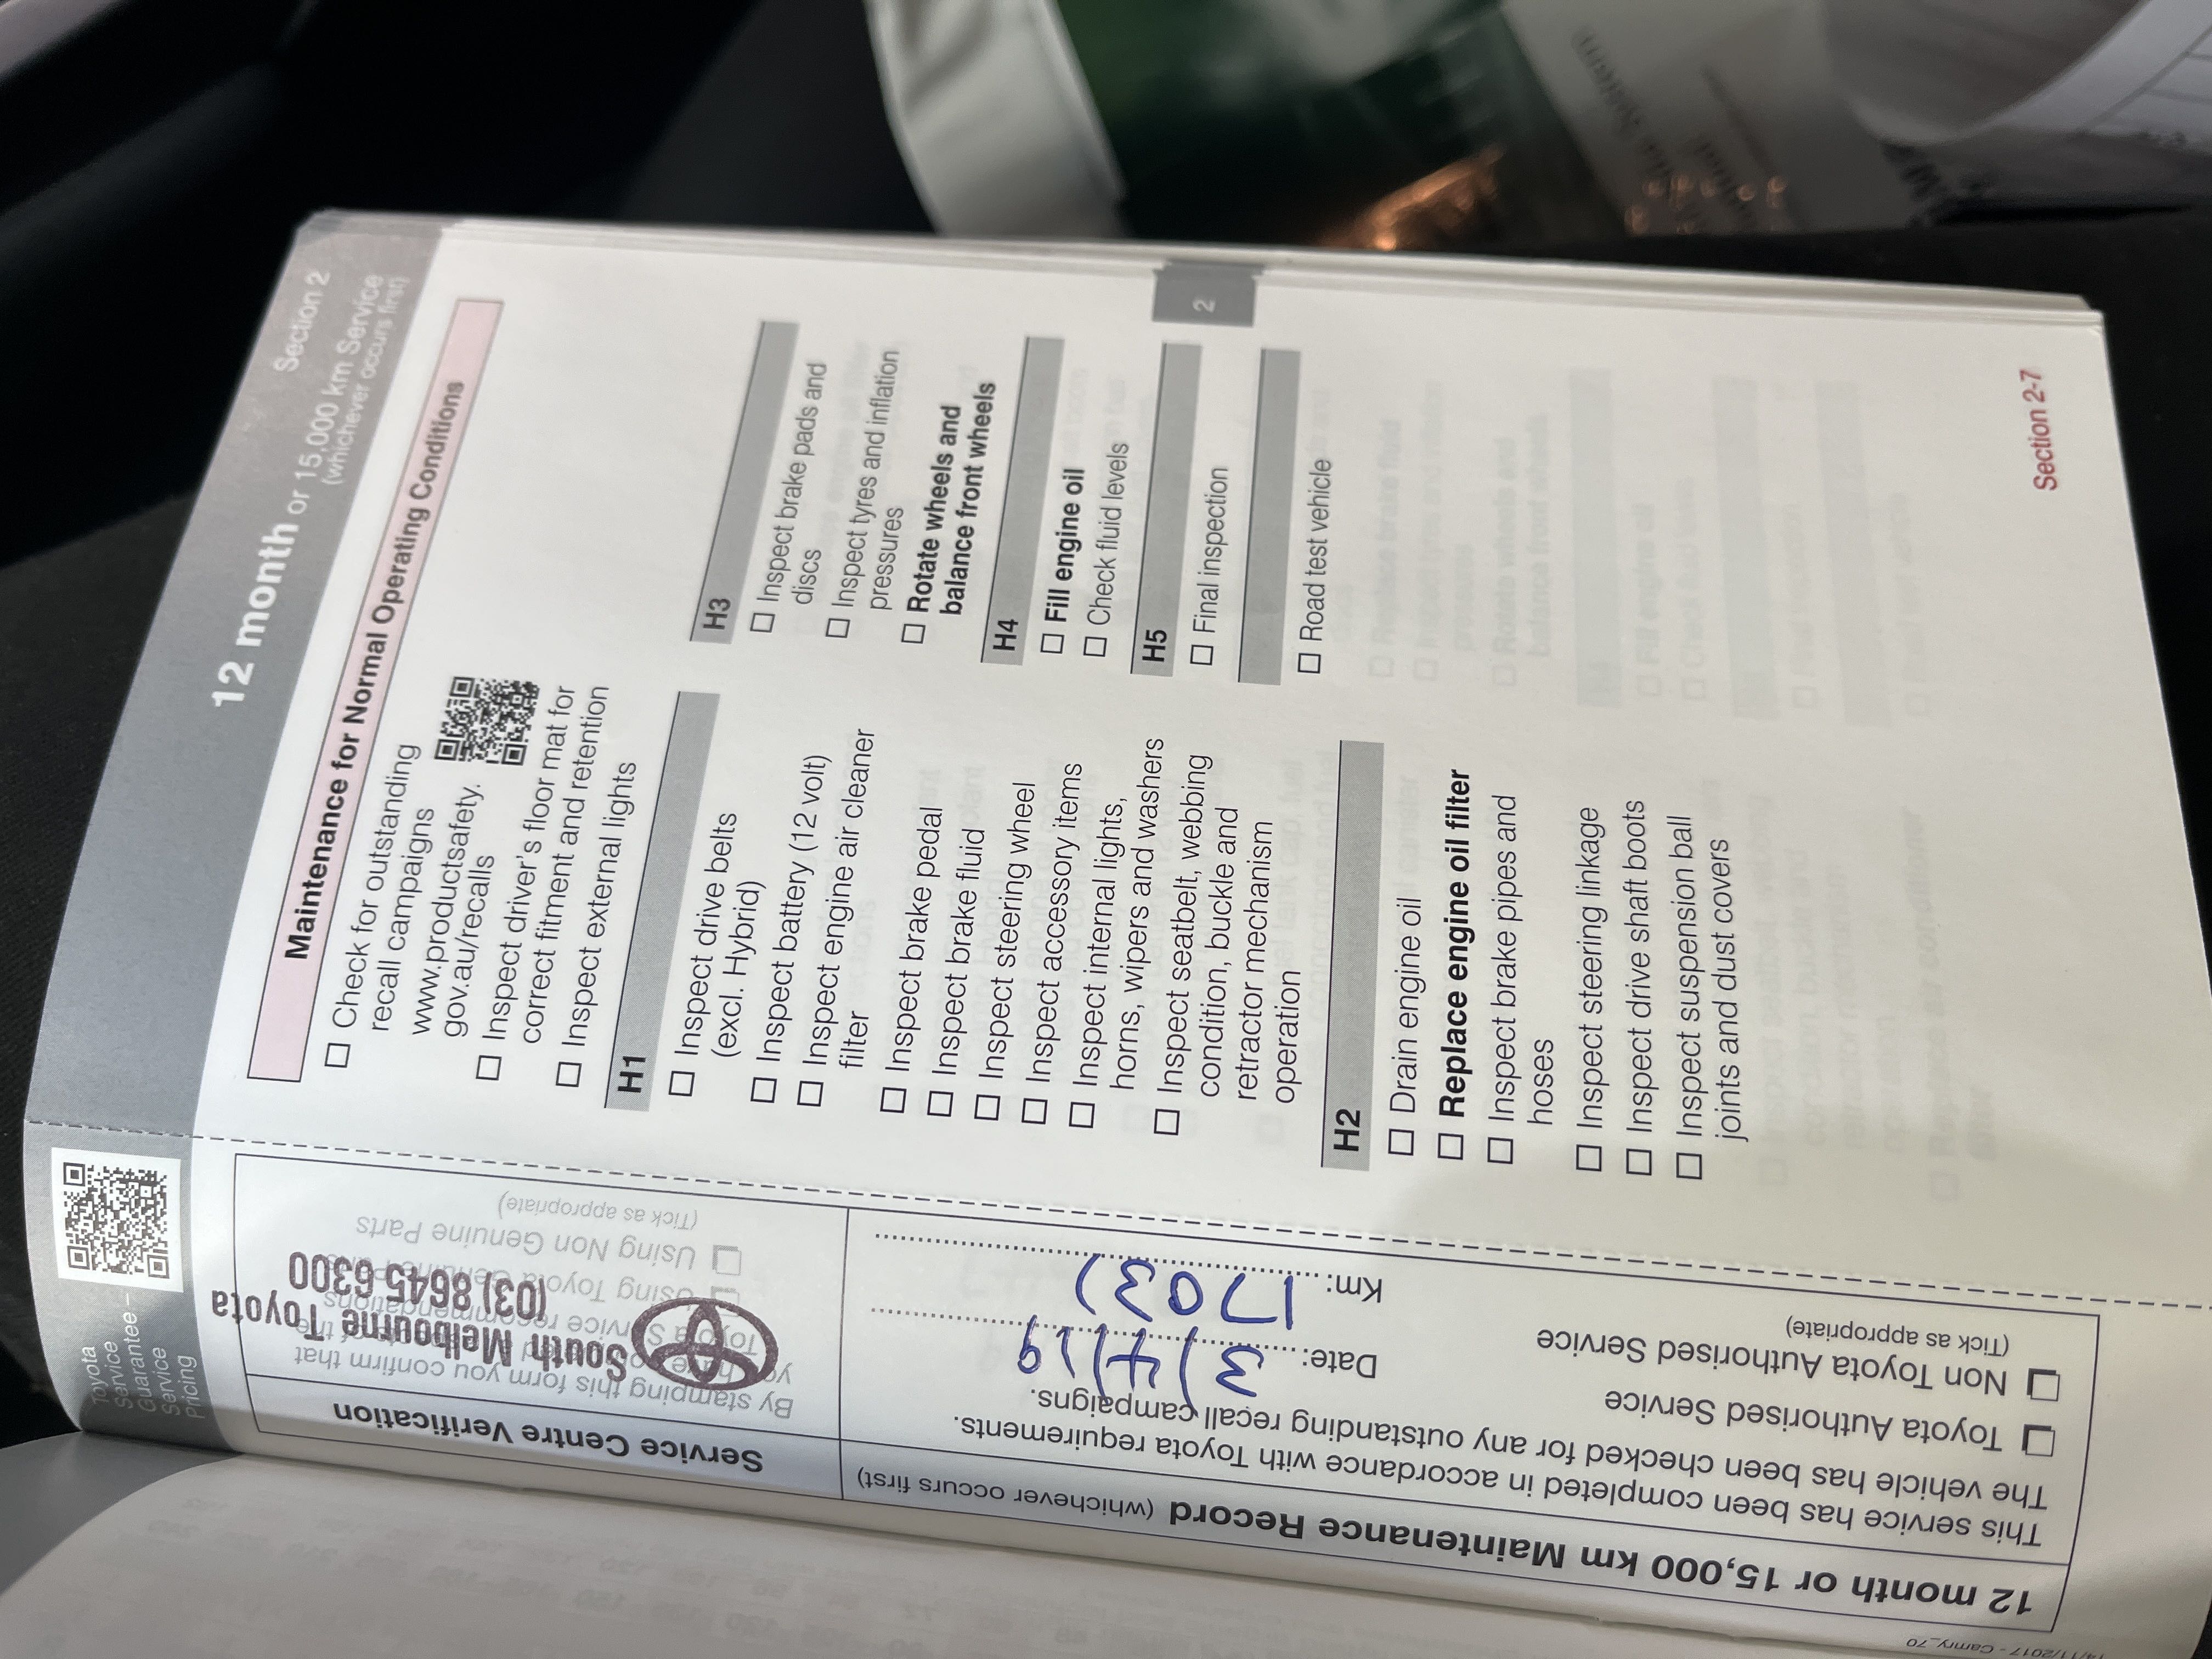 Section 2
12 month or 15,000 km Service
(whichever occurs first)
Maintenance for Normal Operating Conditions
☐ Check for outstanding
recall campaigns
www.productsafety.
gov.au/recalls
☐ Inspect driver's floor mat for
correct fitment and retention
☐ Inspect external lights
H1
☐ Inspect drive belts
(excl. Hybrid)
☐ Inspect battery (12 volt)
☐ Inspect engine air cleaner
filter
☐ Inspect brake pedal
☐ Inspect brake fluid
☐ Inspect steering wheel
☐ Inspect accessory items
☐ Inspect internal lights,
horns, wipers and washers
☐ Inspect seatbelt, webbing
condition, buckle and
retractor mechanism
operation
H2
☐ Drain engine oil
☐ Replace engine oil filter
☐ Inspect brake pipes and
hoses
☐ Inspect steering linkage
☐ Inspect drive shaft boots
☐ Inspect suspension ball
joints and dust covers
H3
☐ Inspect brake pads and
discs
☐ Inspect tyres and inflation
pressures
☐ Rotate wheels and
balance front wheels
H4
☐ Fill engine oil
☐ Check fluid levels
H5
☐ Final inspection
☐ Road test vehicle
2
Section 2-7
Toyota
Service
Guarantee –
Service
Pricing
12 month or 15,000 km Maintenance Record (whichever occurs first)
This service has been completed in accordance with Toyota requirements.
The vehicle has been checked for any outstanding recall campaigns.
☐ Toyota Authorised Service
☐ Non Toyota Authorised Service
(Tick as appropriate)
Date: 3/4/19
Km: 17031
Service Centre Verification
By stamping this form you confirm that
☐ Using Non Genuine Parts
(Tick as appropriate)
South Melbourne Toyota
(03) 8645 6300
/11/2017 - Camry_70